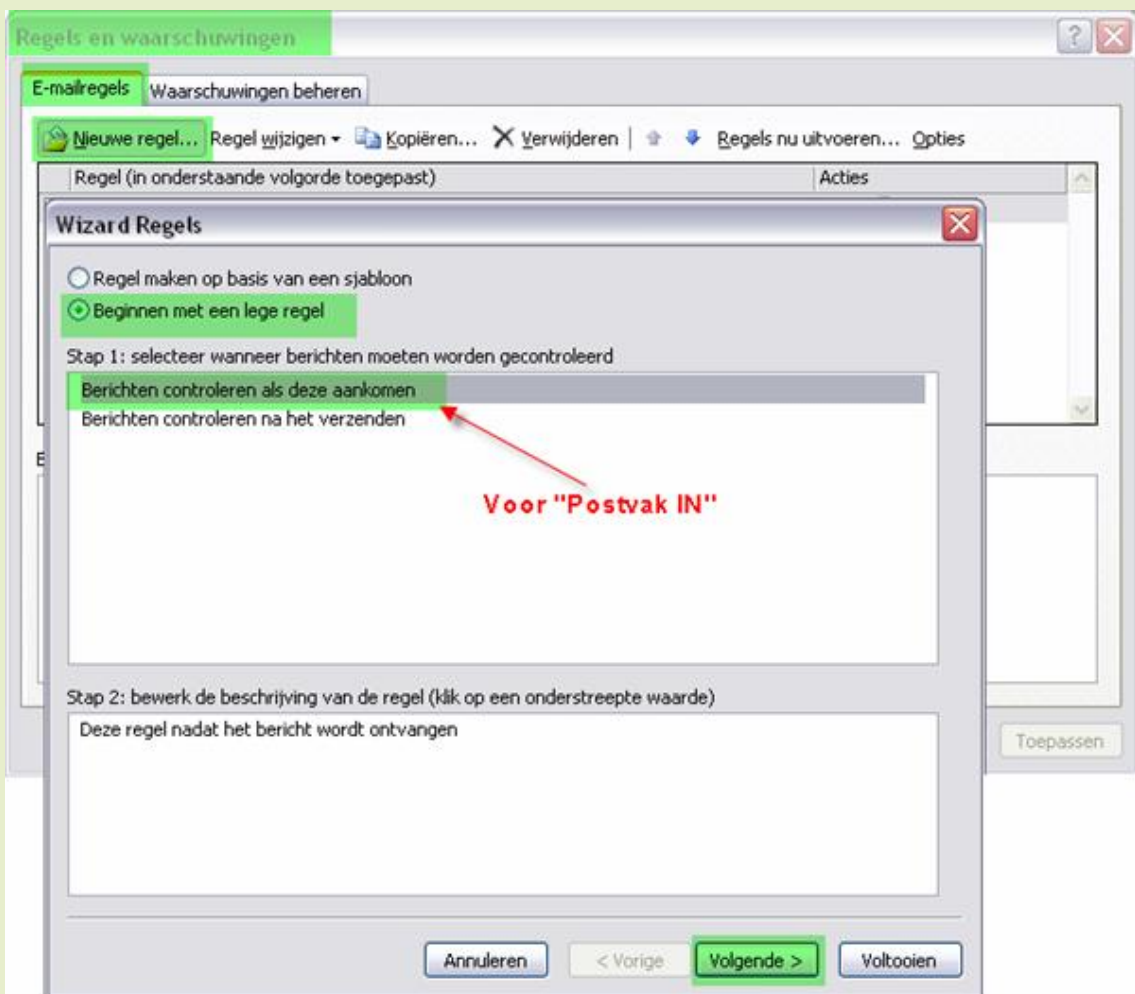 Regels en waarschuwingen
E-mailregels Waarschuwingen beheren
Nieuwe regel... Regel wijzigen Kopiëren... Verwijderen Regels nu uitvoeren... Opties
Regel (in onderstaande volgorde toegepast) Acties
Wizard Regels
Regel maken op basis van een sjabloon
Beginnen met een lege regel
Stap 1: selecteer wanneer berichten moeten worden gecontroleerd
Berichten controleren als deze aankomen
Berichten controleren na het verzenden
Voor "Postvak IN"
Stap 2: bewerk de beschrijving van de regel (klik op een onderstreepte waarde)
Deze regel nadat het bericht wordt ontvangen
Toepassen
Annuleren < Vorige Volgende > Voltooien